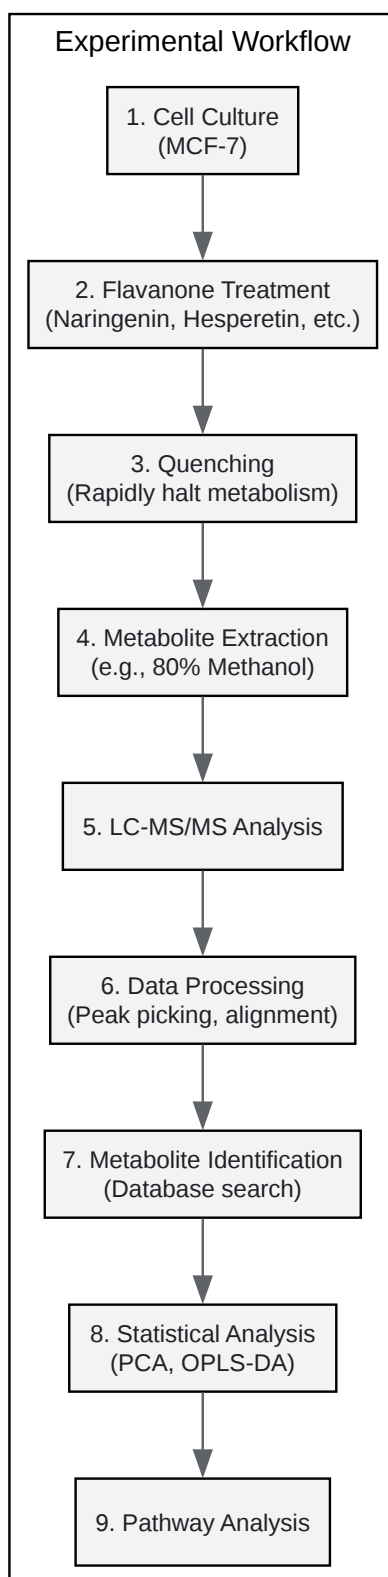 Experimental Workflow
1. Cell Culture
(MCF-7)
2. Flavanone Treatment
(Naringenin, Hesperetin, etc.)
3. Quenching
(Rapidly halt metabolism)
4. Metabolite Extraction
(e.g., 80% Methanol)
5. LC-MS/MS Analysis
6. Data Processing
(Peak picking, alignment)
7. Metabolite Identification
(Database search)
8. Statistical Analysis
(PCA, OPLS-DA)
9. Pathway Analysis